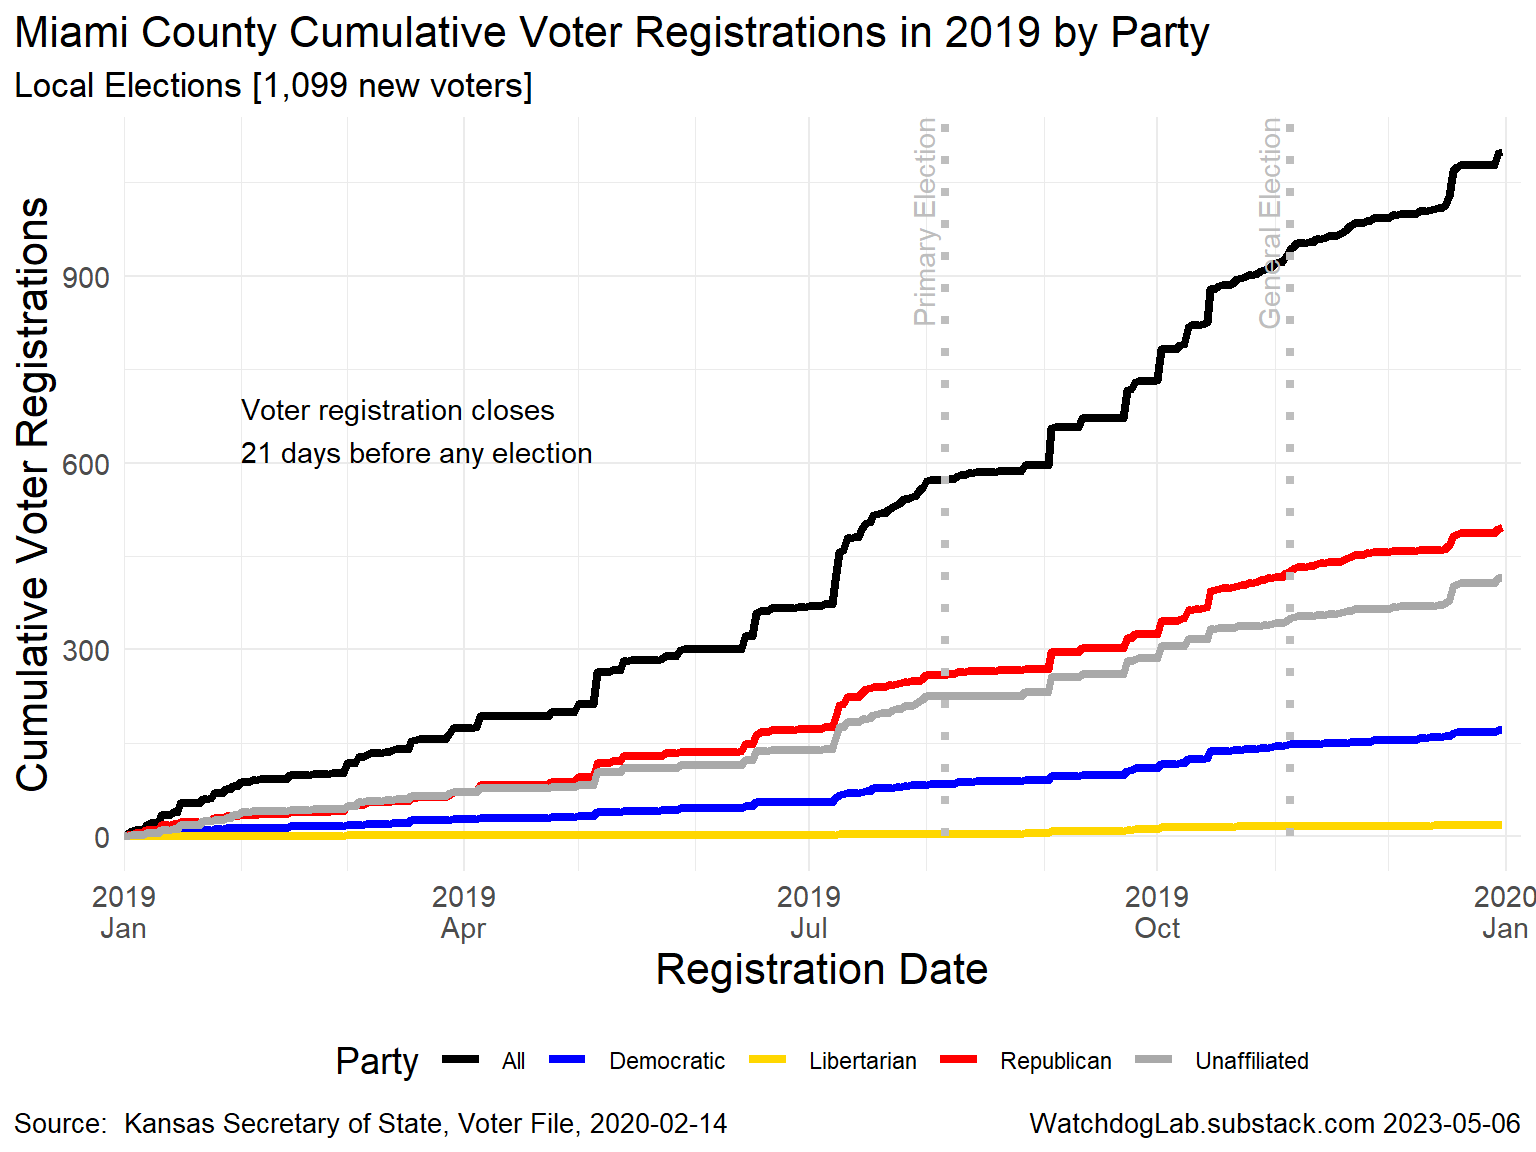 Miami County Cumulative Voter Registrations in 2019 by Party
Local Elections [1,099 new voters]
Cumulative Voter Registrations
900
600
300
0
Primary Election
General Election
Voter registration closes
21 days before any election
2019 2019 2019 2019 2020
Jan Apr Jul Oct Jan
Registration Date
Party All Democratic Libertarian Republican Unaffiliated
Source:  Kansas Secretary of State, Voter File, 2020-02-14
WatchdogLab.substack.com 2023-05-06